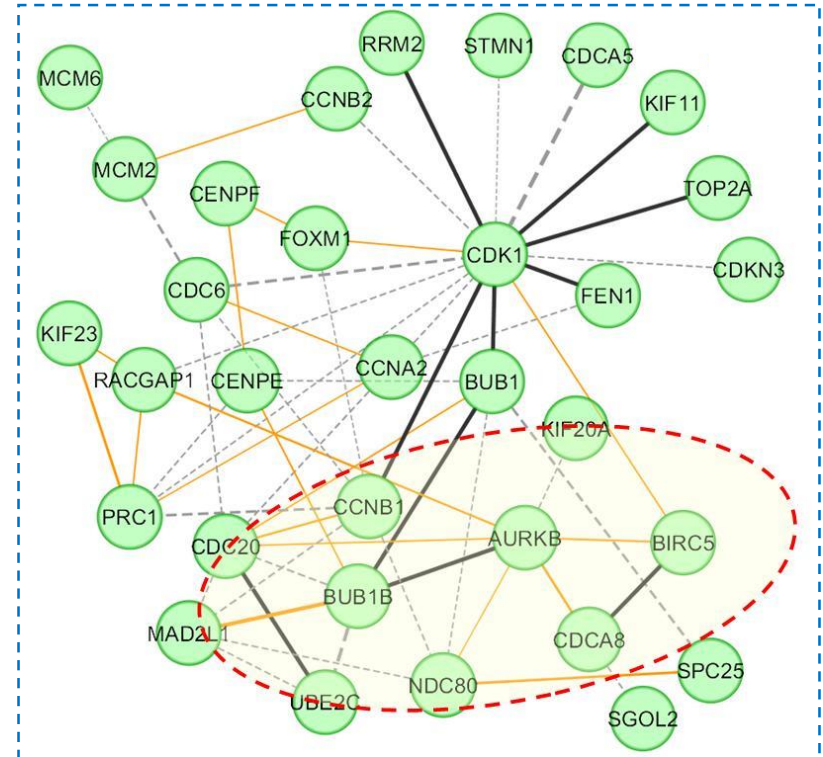 RRM2
STMN1
CDCA5
MCM6
CCNB2
KIF11
MCM2
CENPF
TOP2A
FOXM1
CDK1
CDKN3
CDC6
FEN1
KIF23
RACGAP1
CENPE
CCNA2
BUB1
KIF20A
PRC1
CCNB1
CDC20
AURKB
BIRC5
BUB1B
MAD2L1
CDCA8
SPC25
UBE2C
NDC80
SGOL2